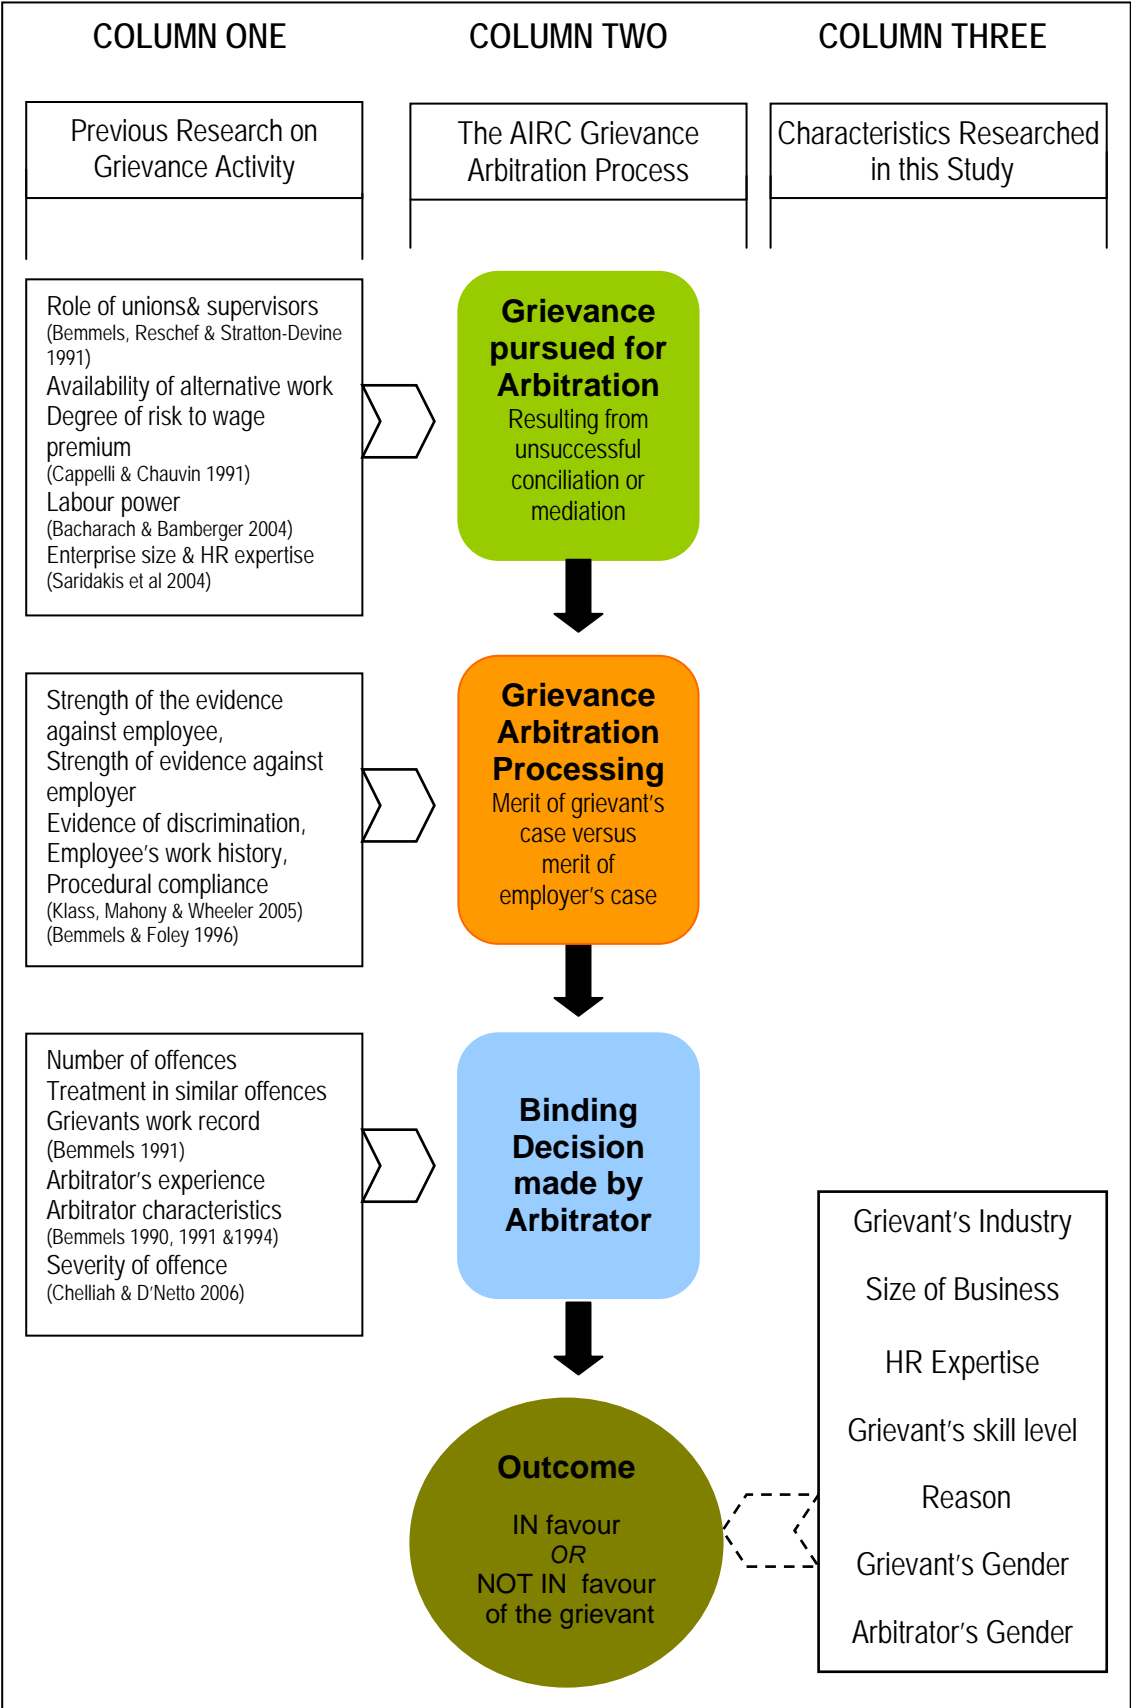 COLUMN ONE
COLUMN TWO
COLUMN THREE
Previous Research on
Grievance Activity
The AIRC Grievance
Arbitration Process
Characteristics Researched
in this Study
Role of unions& supervisors
(Bemmels, Reschef & Stratton-Devine
1991)
Availability of alternative work
Degree of risk to wage
premium
(Cappelli & Chauvin 1991)
Labour power
(Bacharach & Bamberger 2004)
Enterprise size & HR expertise
(Saridakis et al 2004)
Grievance
pursued for
Arbitration
Resulting from
unsuccessful
conciliation or
mediation
Strength of the evidence
against employee,
Strength of evidence against
employer
Evidence of discrimination,
Employee's work history,
Procedural compliance
(Klass, Mahony & Wheeler 2005)
(Bemmels & Foley 1996)
Grievance
Arbitration
Processing
Merit of grievant's
case versus
merit of
employer's case
Number of offences
Treatment in similar offences
Grievants work record
(Bemmels 1991)
Arbitrator's experience
Arbitrator characteristics
(Bemmels 1990, 1991 &1994)
Severity of offence
(Chelliah & D'Netto 2006)
Binding
Decision
made by
Arbitrator
Outcome
IN favour
OR
NOT IN favour
of the grievant
Grievant's Industry
Size of Business
HR Expertise
Grievant's skill level
Reason
Grievant's Gender
Arbitrator's Gender